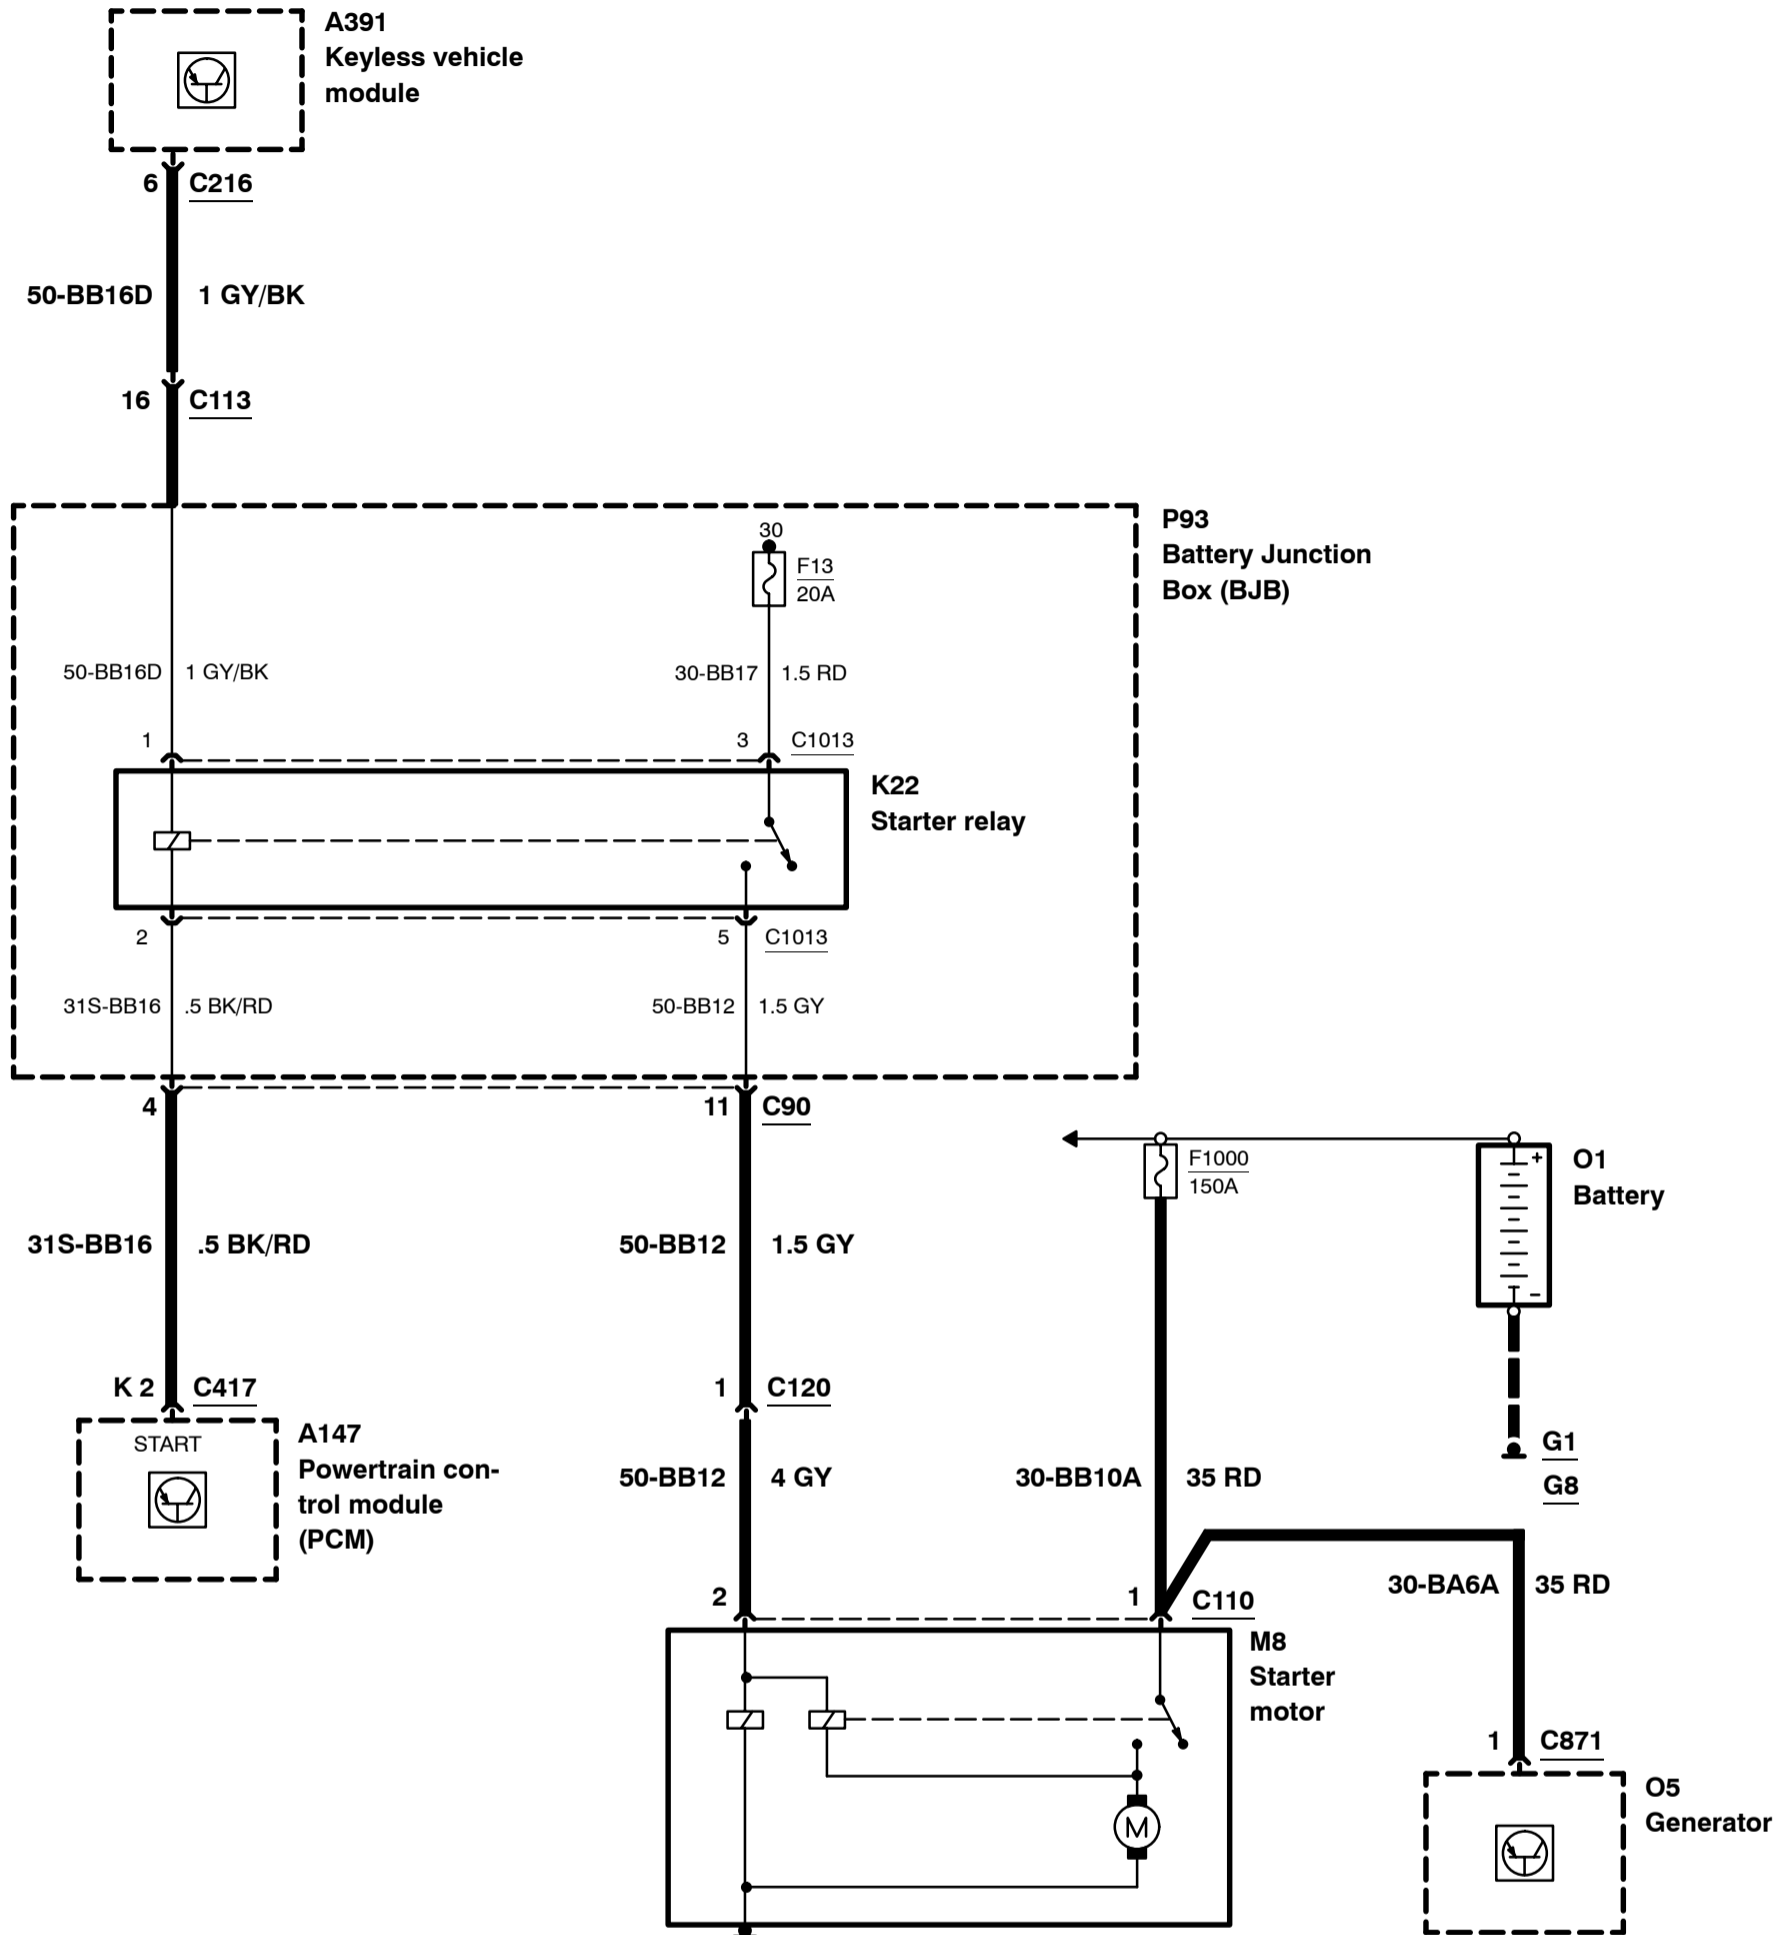 A391
Keyless vehicle
module
6 C216
50-BB16D 1 GY/BK
16 C113
P93
Battery Junction
Box (BJB)
30
F13
20A
50-BB16D 1 GY/BK
30-BB17 1.5 RD
1
3 C1013
K22
Starter relay
2
5 C1013
31S-BB16 .5 BK/RD
50-BB12 1.5 GY
4
11 C90
F1000
150A
+
-
O1
Battery
31S-BB16 .5 BK/RD
50-BB12 1.5 GY
K 2 C417
1 C120
START
A147
Powertrain con-
trol module
(PCM)
50-BB12 4 GY
30-BB10A 35 RD
G1
G8
2
1 C110
30-BA6A 35 RD
M8
Starter
motor
M
1 C871
O5
Generator